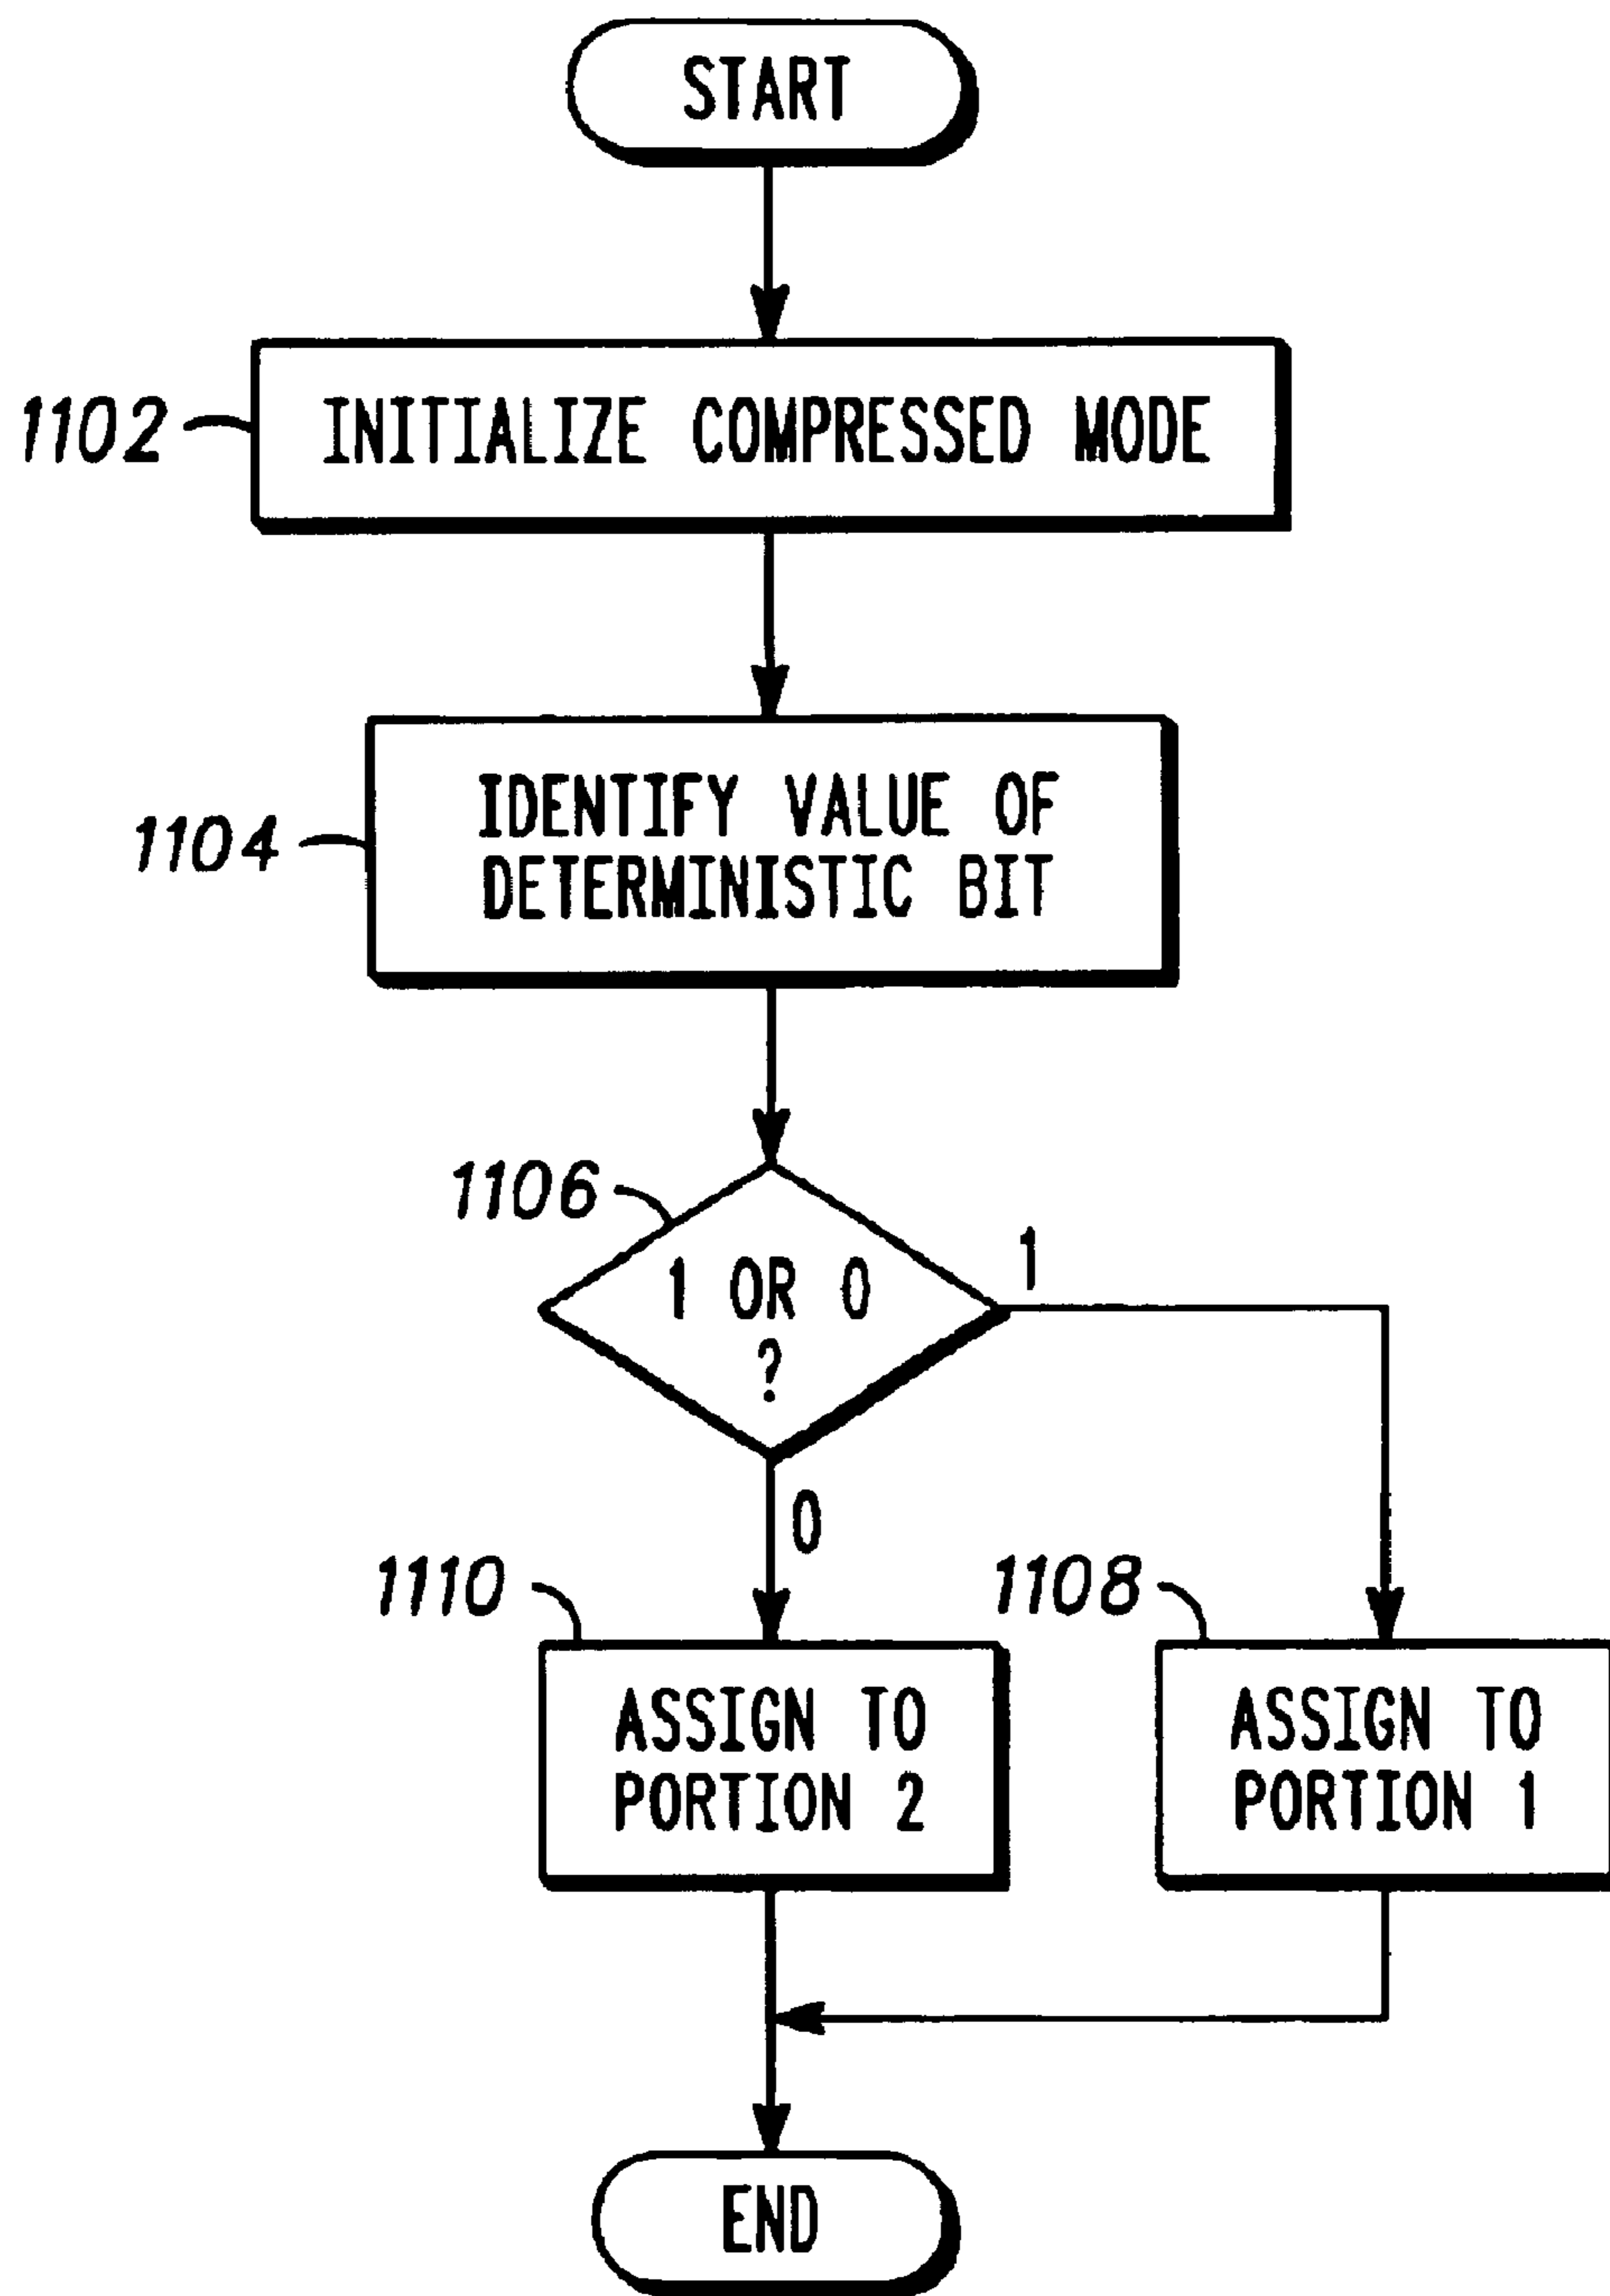 START
1102
INITIALIZE COMPRESSED MODE
1104
IDENTIFY VALUE OF
DETERMINISTIC BIT
1106
1 OR 0
?
1
0
1110
1108
ASSIGN TO
PORTION 2
ASSIGN TO
PORTION 1
END